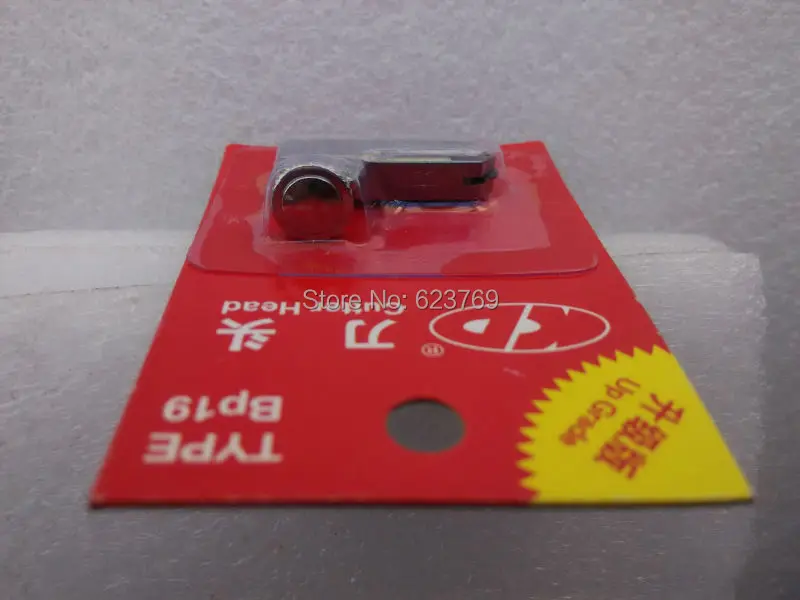 TYPE
Bp19
升级版
Up Grade
刀头
®
Cutter Head
Store No: 623769